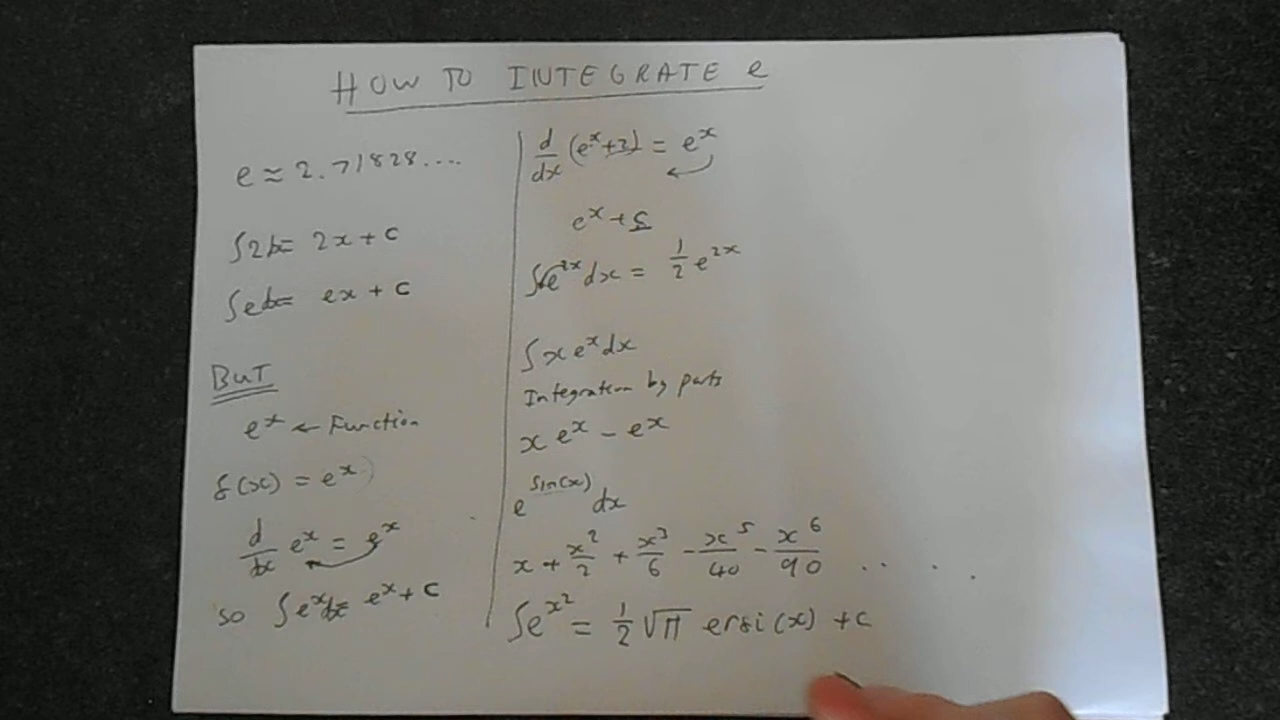 HOW TO INTEGRATE e
e ≈ 2.71828....
∫2dx= 2x + c
∫edx= ex + c
BUT
e^x ← Function
f(x) = e^x
d/dx e^x = e^x
so ∫e^x dx= e^x + c
d/dx (e^x+2) = e^x
e^x + c
∫e^2x dx = 1/2 e^2x
∫x e^x dx
Integration by parts
x e^x - e^x
e^sin(x) dx
x + x^2/2 + x^3/6 - x^5/40 - x^6/90 . . . . .
∫e^x^2 = 1/2 √π erfi(x) + c